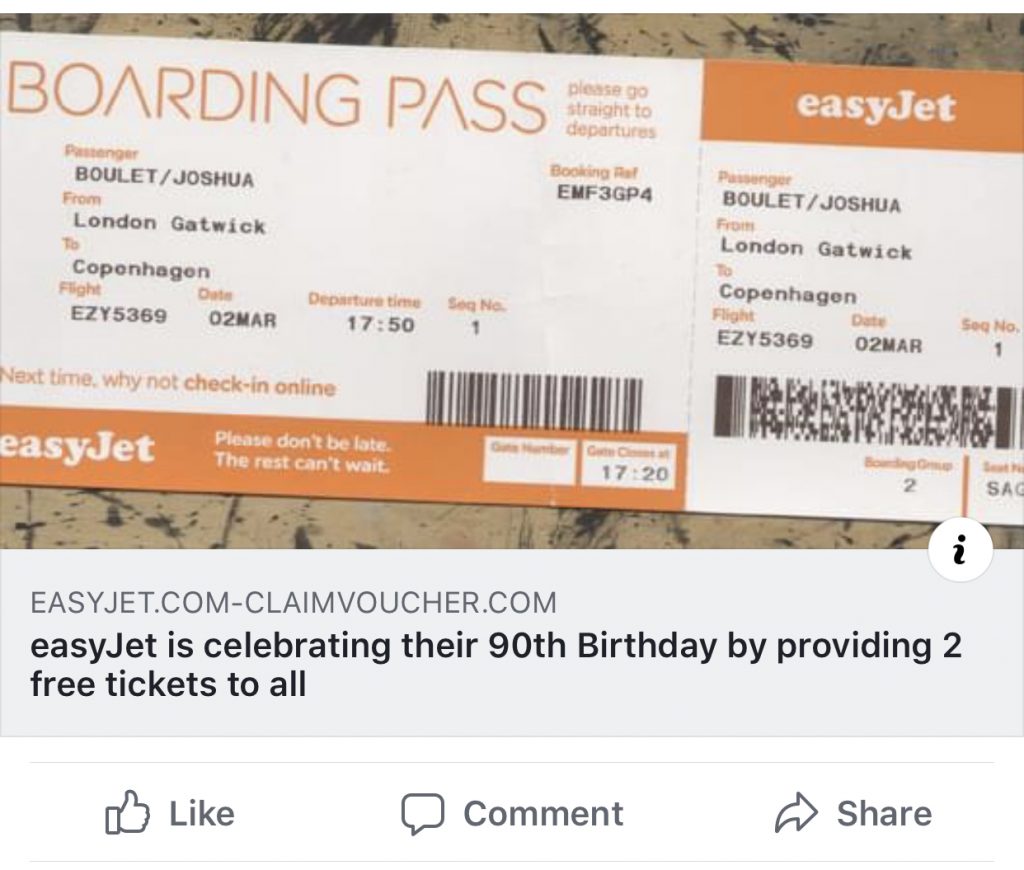 BOARDING PASS
please go
straight to
departures
easyJet
Passenger
BOULET/JOSHUA
Booking Ref
EMF3GP4
From
London Gatwick
To
Copenhagen
Flight Date Departure time Seq No.
EZY5369 02MAR 17:50 1
Next time, why not check-in online
easyJet
Please don't be late.
The rest can't wait.
Gate Number Gate Closes at
17:20
Passenger
BOULET/JOSHUA
From
London Gatwick
To
Copenhagen
Flight Date Seq No.
EZY5369 02MAR 1
Boarding Group Seat
2 SAG
i
EASYJET.COM-CLAIMVOUCHER.COM
easyJet is celebrating their 90th Birthday by providing 2
free tickets to all
Like Comment Share